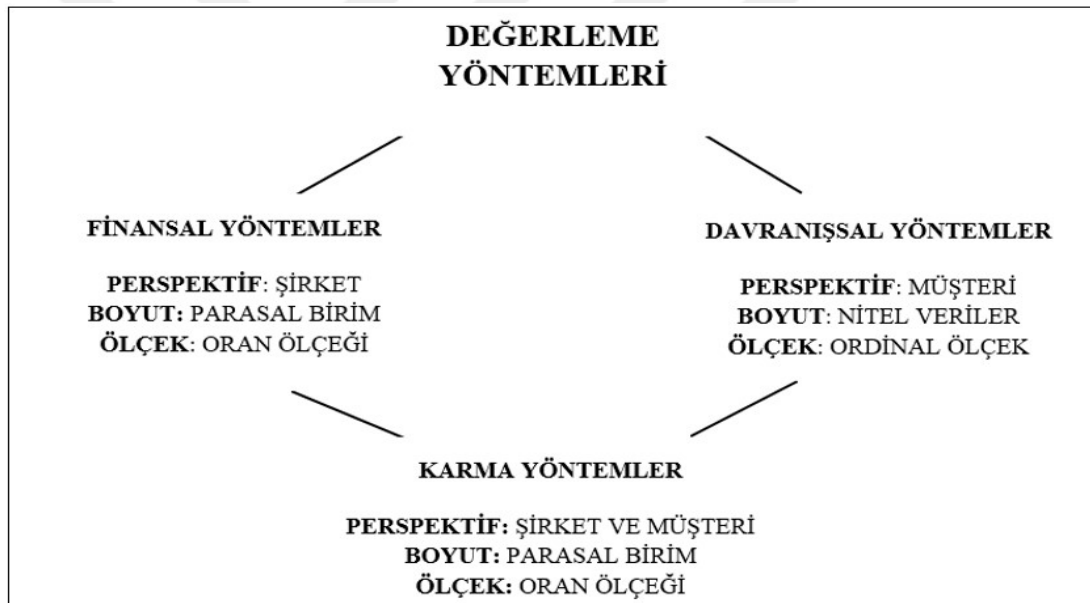 DEĞERLEME
YÖNTEMLERİ
FİNANSAL YÖNTEMLER
PERSPEKTİF: ŞİRKET
BOYUT: PARASAL BİRİM
ÖLÇEK: ORAN ÖLÇEĞİ
DAVRANIŞSAL YÖNTEMLER
PERSPEKTİF: MÜŞTERİ
BOYUT: NİTEL VERİLER
ÖLÇEK: ORDİNAL ÖLÇEK
KARMA YÖNTEMLER
PERSPEKTİF: ŞİRKET VE MÜŞTERİ
BOYUT: PARASAL BİRİM
ÖLÇEK: ORAN ÖLÇEĞİ